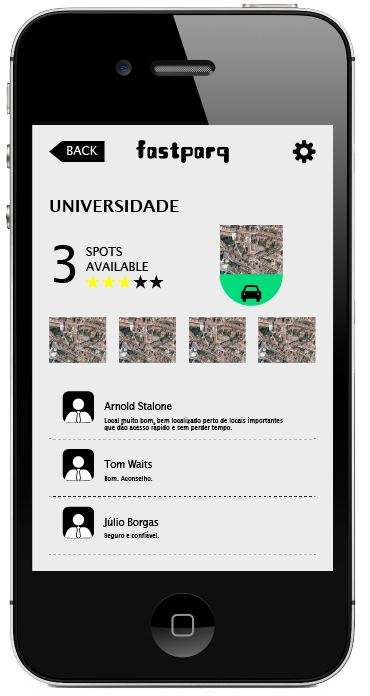 BACK
fastparq
UNIVERSIDADE
3
SPOTS
AVAILABLE
Arnold Stalone
Local muito bom, bem localizado perto de locais importantes
que dão acesso rápido e sem perder tempo.
Tom Waits
Bom. Aconselho.
Júlio Borgas
Seguro e confiável.